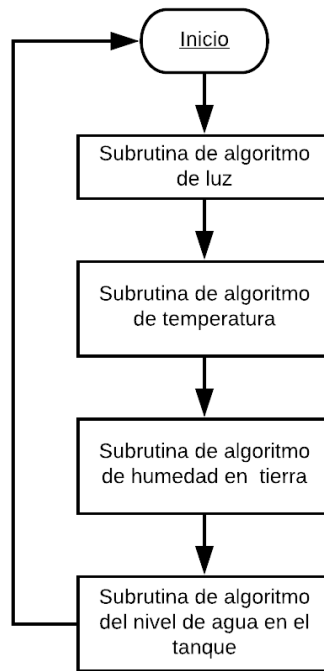 Inicio
Subrutina de algoritmo
de luz
Subrutina de algoritmo
de temperatura
Subrutina de algoritmo
de humedad en tierra
Subrutina de algoritmo
del nivel de agua en el
tanque